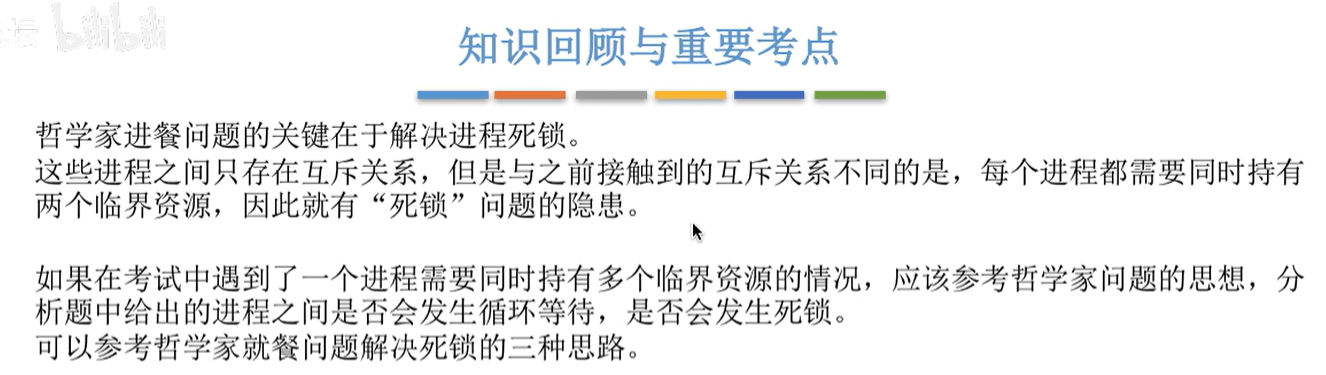 坛 bilibili
知识回顾与重要考点
哲学家进餐问题的关键在于解决进程死锁。
这些进程之间只存在互斥关系，但是与之前接触到的互斥关系不同的是，每个进程都需要同时持有
两个临界资源，因此就有“死锁”问题的隐患。
如果在考试中遇到了一个进程需要同时持有多个临界资源的情况，应该参考哲学家问题的思想，分
析题中给出的进程之间是否会发生循环等待，是否会发生死锁。
可以参考哲学家就餐问题解决死锁的三种思路。